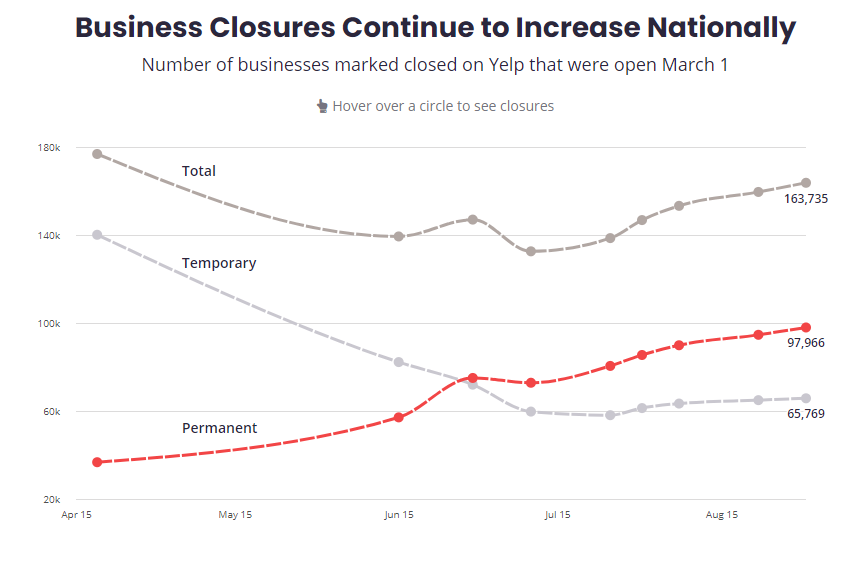 Business Closures Continue to Increase Nationally
Number of businesses marked closed on Yelp that were open March 1
Hover over a circle to see closures
180k
Total
163,735
140k
Temporary
100k
97,966
60k
65,769
Permanent
20k
Apr 15 May 15 Jun 15 Jul 15 Aug 15